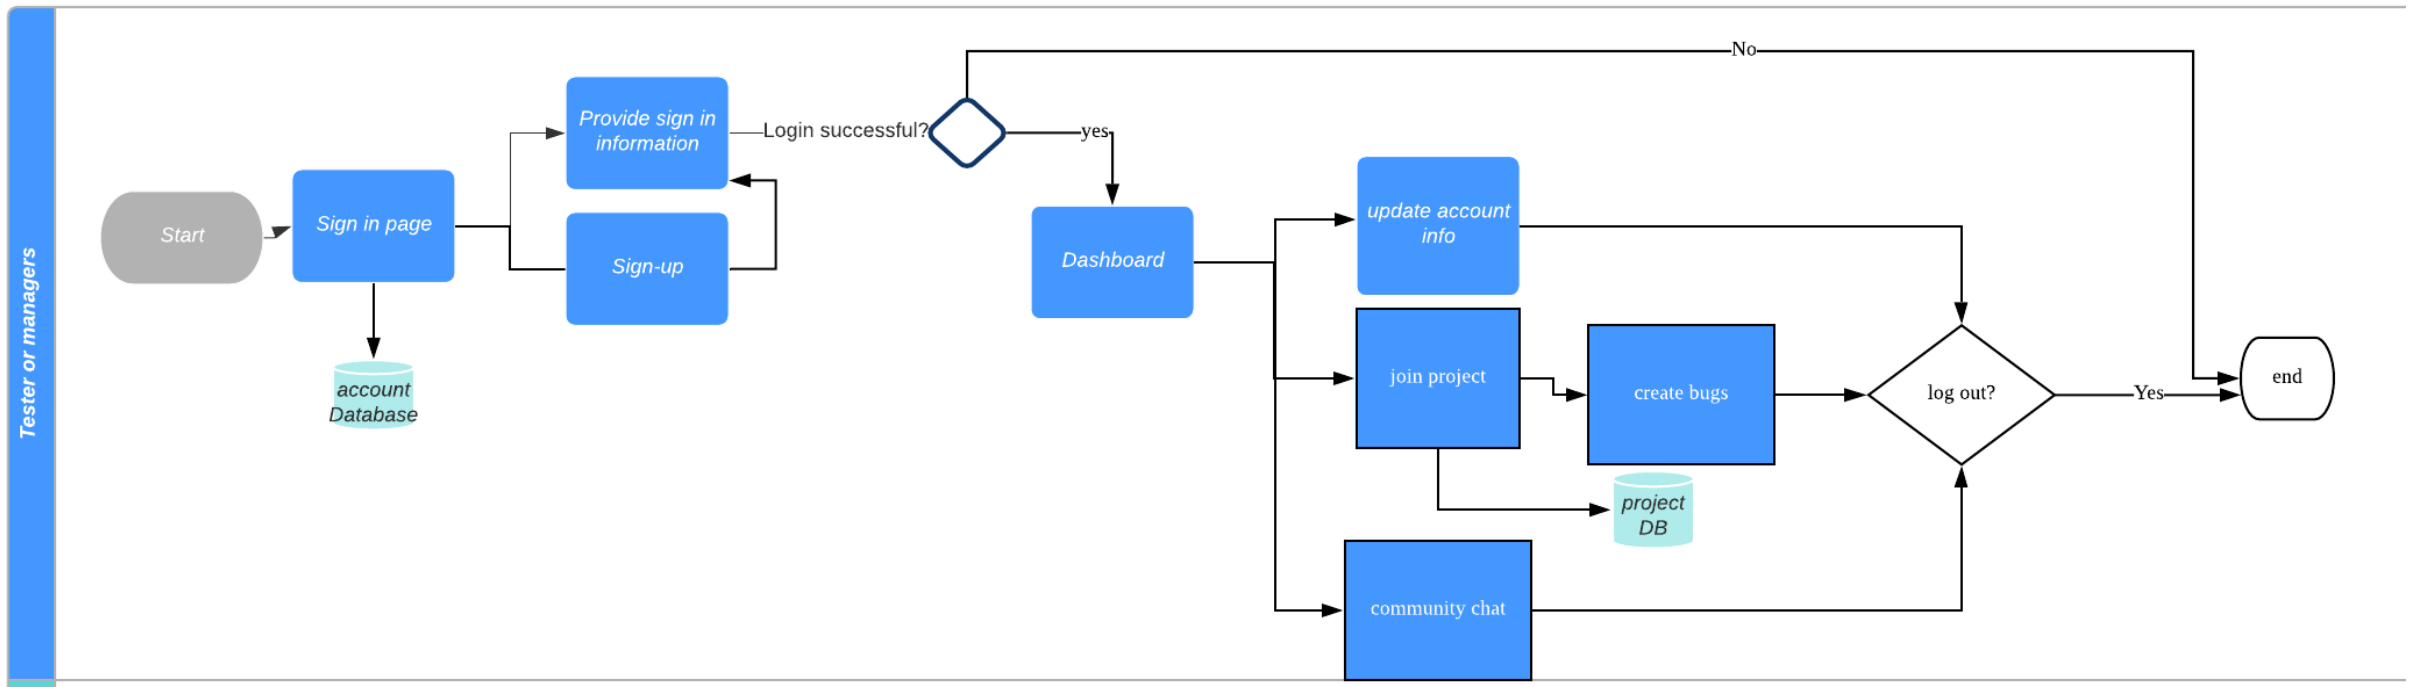 Tester or managers
Start
Sign in page
account
Database
Provide sign in
information
Sign-up
Login successful?
No
yes
Dashboard
update account
info
join project
create bugs
project
DB
community chat
log out?
Yes
end